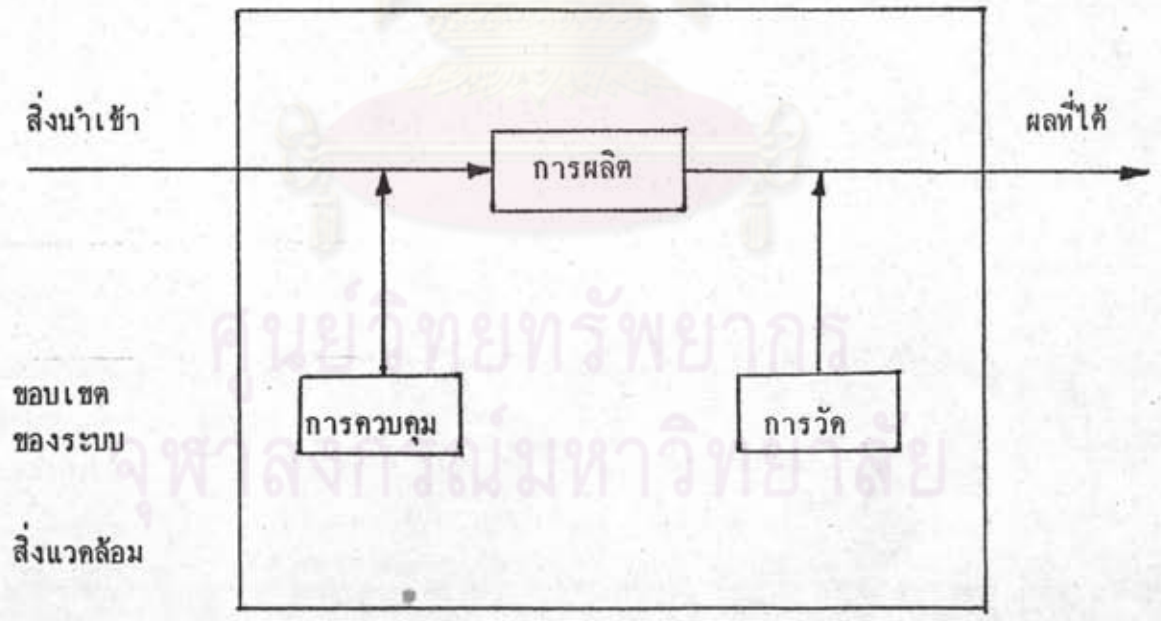 สิ่งนำเข้า
ผลที่ได้
การผลิต
ขอบเขต
ของระบบ
การควบคุม
การวัด
สิ่งแวดล้อม
ศูนย์วิทยทรัพยากร
จุฬาลงกรณ์มหาวิทยาลัย